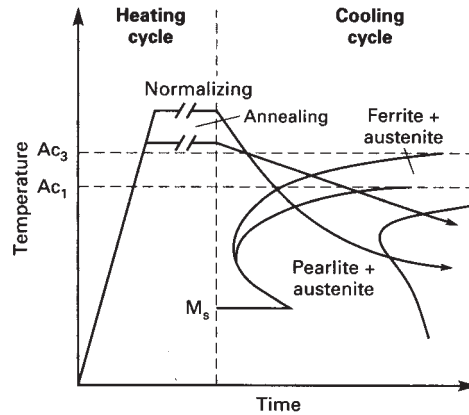 Heating
cycle
Cooling
cycle
Normalizing
Annealing
Ferrite +
austenite
Ac3
Ac1
Temperature
Pearlite +
austenite
Ms
Time